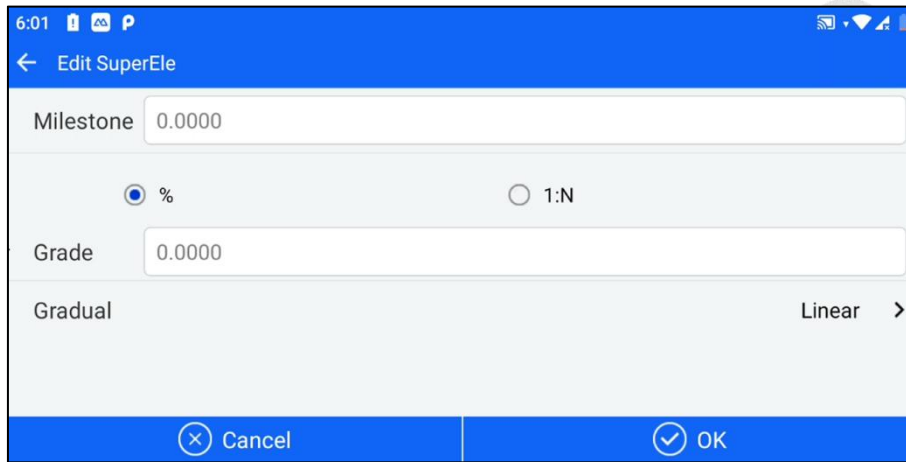 6:01
Edit SuperEle
Milestone 0.0000
% 1:N
Grade 0.0000
Gradual Linear
Cancel OK